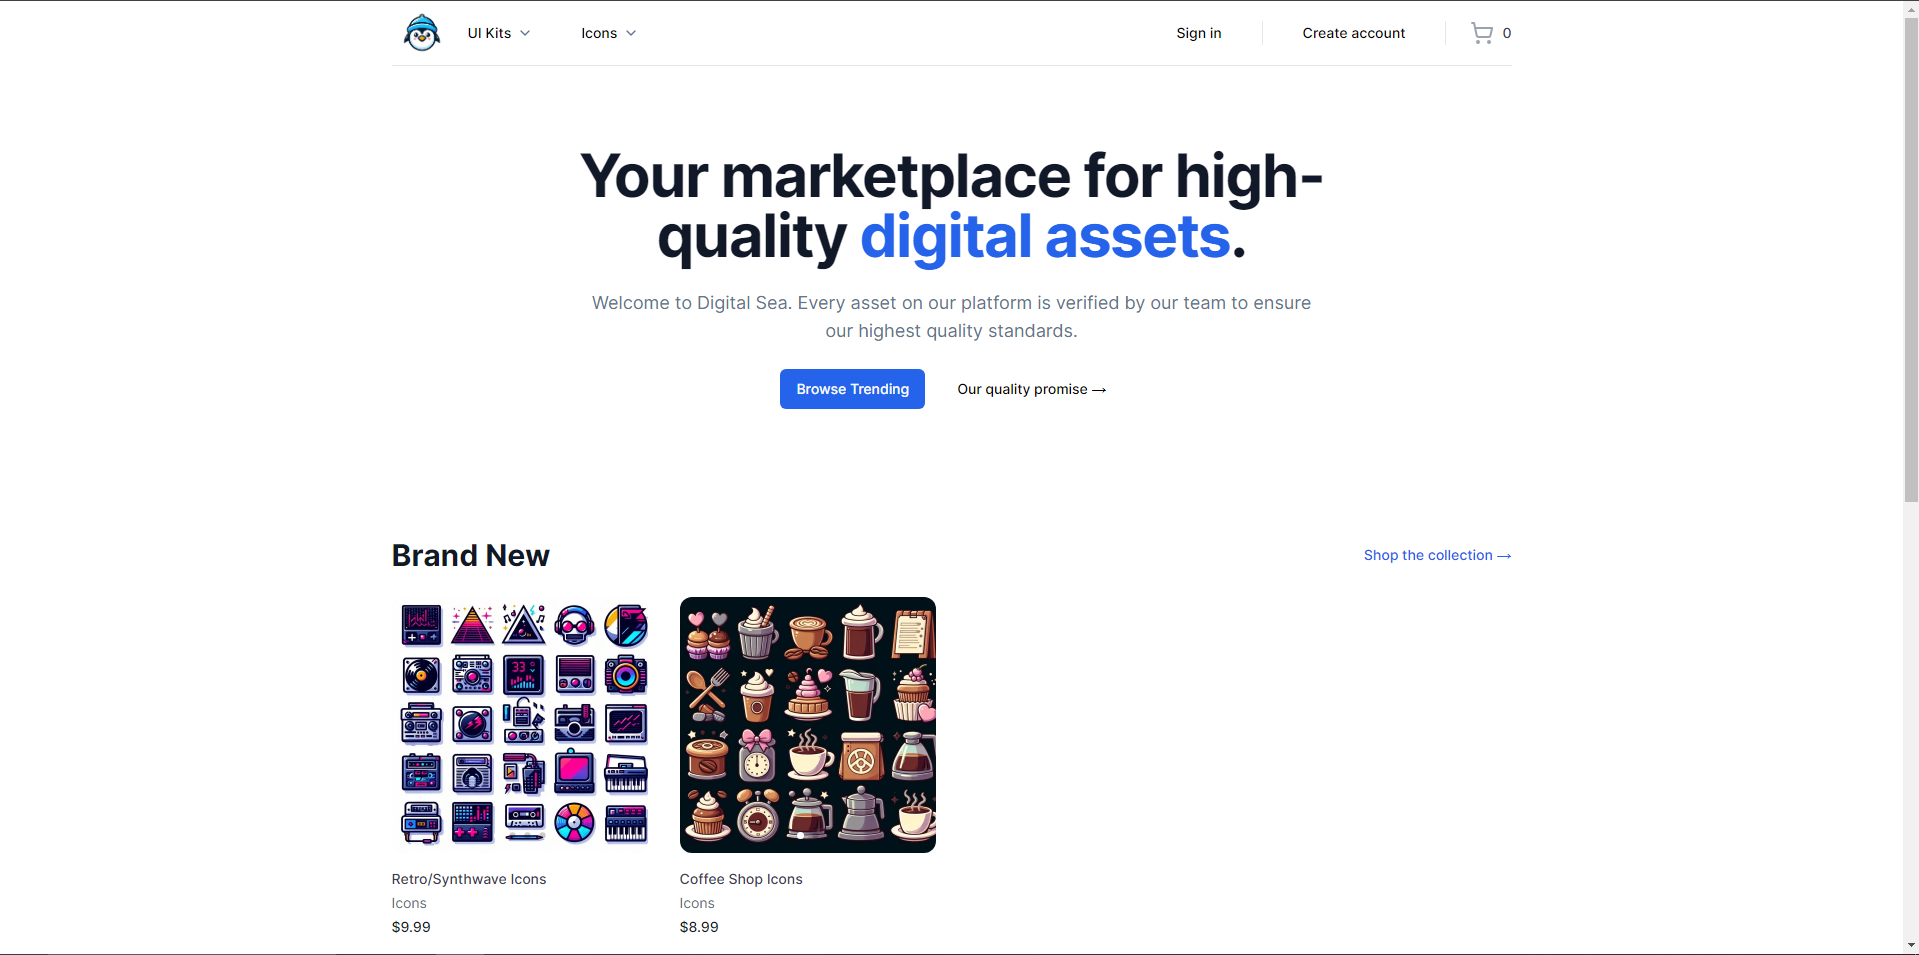 UI Kits
Icons
Sign in
Create account
0
Your marketplace for high-
quality digital assets.
Welcome to Digital Sea. Every asset on our platform is verified by our team to ensure
our highest quality standards.
Browse Trending
Our quality promise →
Brand New
Shop the collection →
33
Retro/Synthwave Icons
Icons
$9.99
Coffee Shop Icons
Icons
$8.99